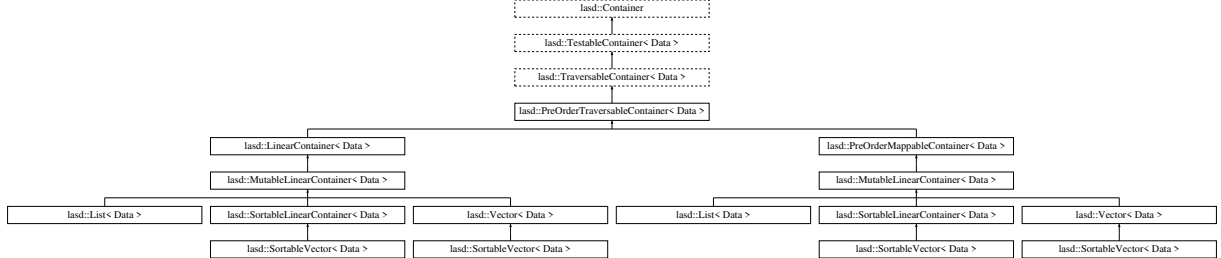 lasd::Container
lasd::TestableContainer< Data >
lasd::TraversableContainer< Data >
lasd::PreOrderTraversableContainer< Data >
lasd::LinearContainer< Data > lasd::PreOrderMappableContainer< Data >
lasd::MutableLinearContainer< Data > lasd::MutableLinearContainer< Data >
lasd::List< Data > lasd::SortableLinearContainer< Data > lasd::Vector< Data > lasd::List< Data > lasd::SortableLinearContainer< Data > lasd::Vector< Data >
lasd::SortableVector< Data > lasd::SortableVector< Data > lasd::SortableVector< Data > lasd::SortableVector< Data >